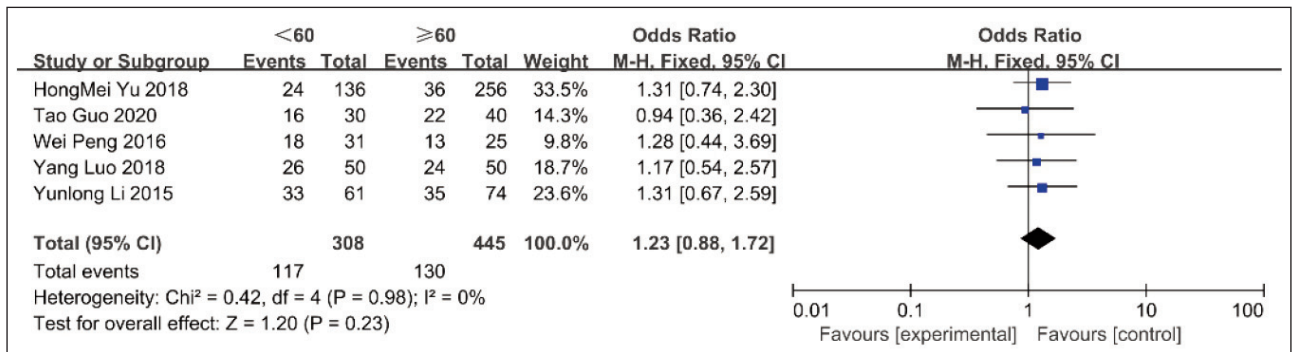 <60 ≥60 Odds Ratio Odds Ratio
Study or Subgroup Events Total Events Total Weight M-H. Fixed. 95% CI M-H. Fixed. 95% CI
HongMei Yu 2018 24 136 36 256 33.5% 1.31 [0.74, 2.30]
Tao Guo 2020 16 30 22 40 14.3% 0.94 [0.36, 2.42]
Wei Peng 2016 18 31 13 25 9.8% 1.28 [0.44, 3.69]
Yang Luo 2018 26 50 24 50 18.7% 1.17 [0.54, 2.57]
Yunlong Li 2015 33 61 35 74 23.6% 1.31 [0.67, 2.59]
Total (95% CI) 308 445 100.0% 1.23 [0.88, 1.72]
Total events 117 130
Heterogeneity: Chi² = 0.42, df = 4 (P = 0.98); I² = 0%
Test for overall effect: Z = 1.20 (P = 0.23)
0.01 0.1 1 10 100
Favours [experimental] Favours [control]